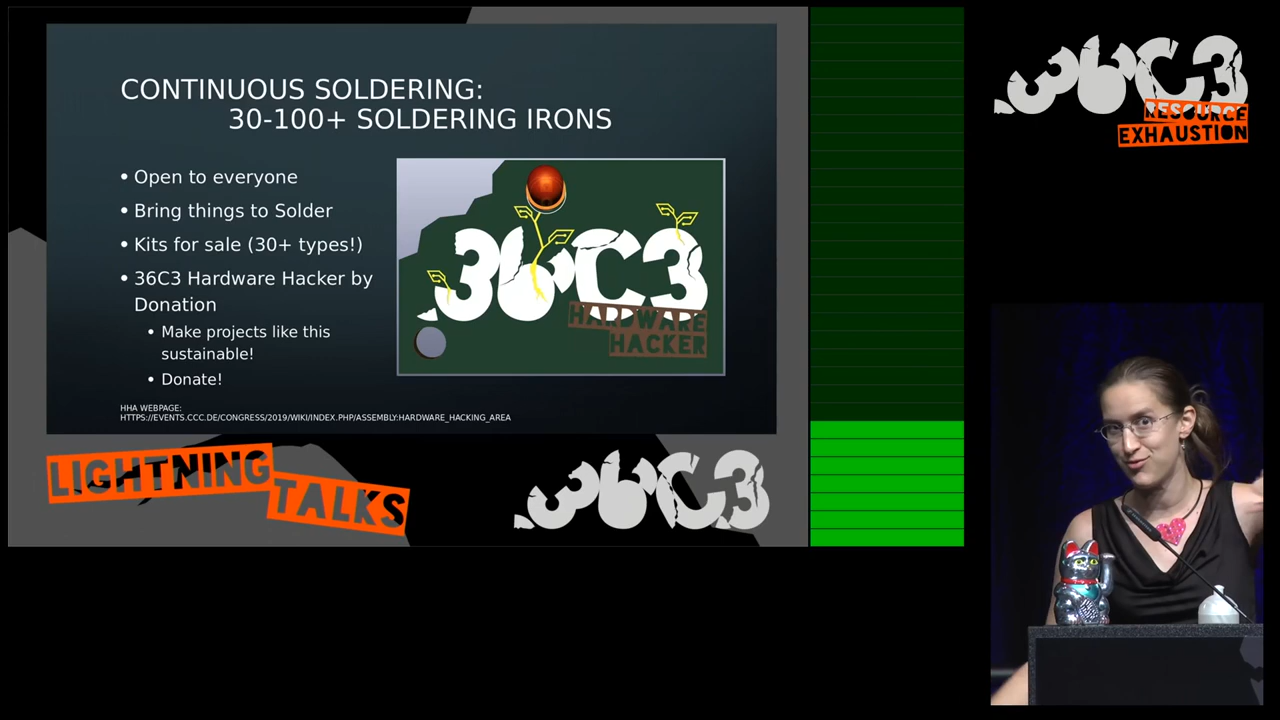 CONTINUOUS SOLDERING:
30-100+ SOLDERING IRONS
• Open to everyone
• Bring things to Solder
• Kits for sale (30+ types!)
• 36C3 Hardware Hacker by
Donation
• Make projects like this
sustainable!
• Donate!
36C3
HARDWARE
HACKER
HHA WEBPAGE:
HTTPS://EVENTS.CCC.DE/CONGRESS/2019/WIKI/INDEX.PHP/ASSEMBLY:HARDWARE_HACKING_AREA
LIGHTNING
TALKS
36C3
36C3
RESOURCE
EXHAUSTION